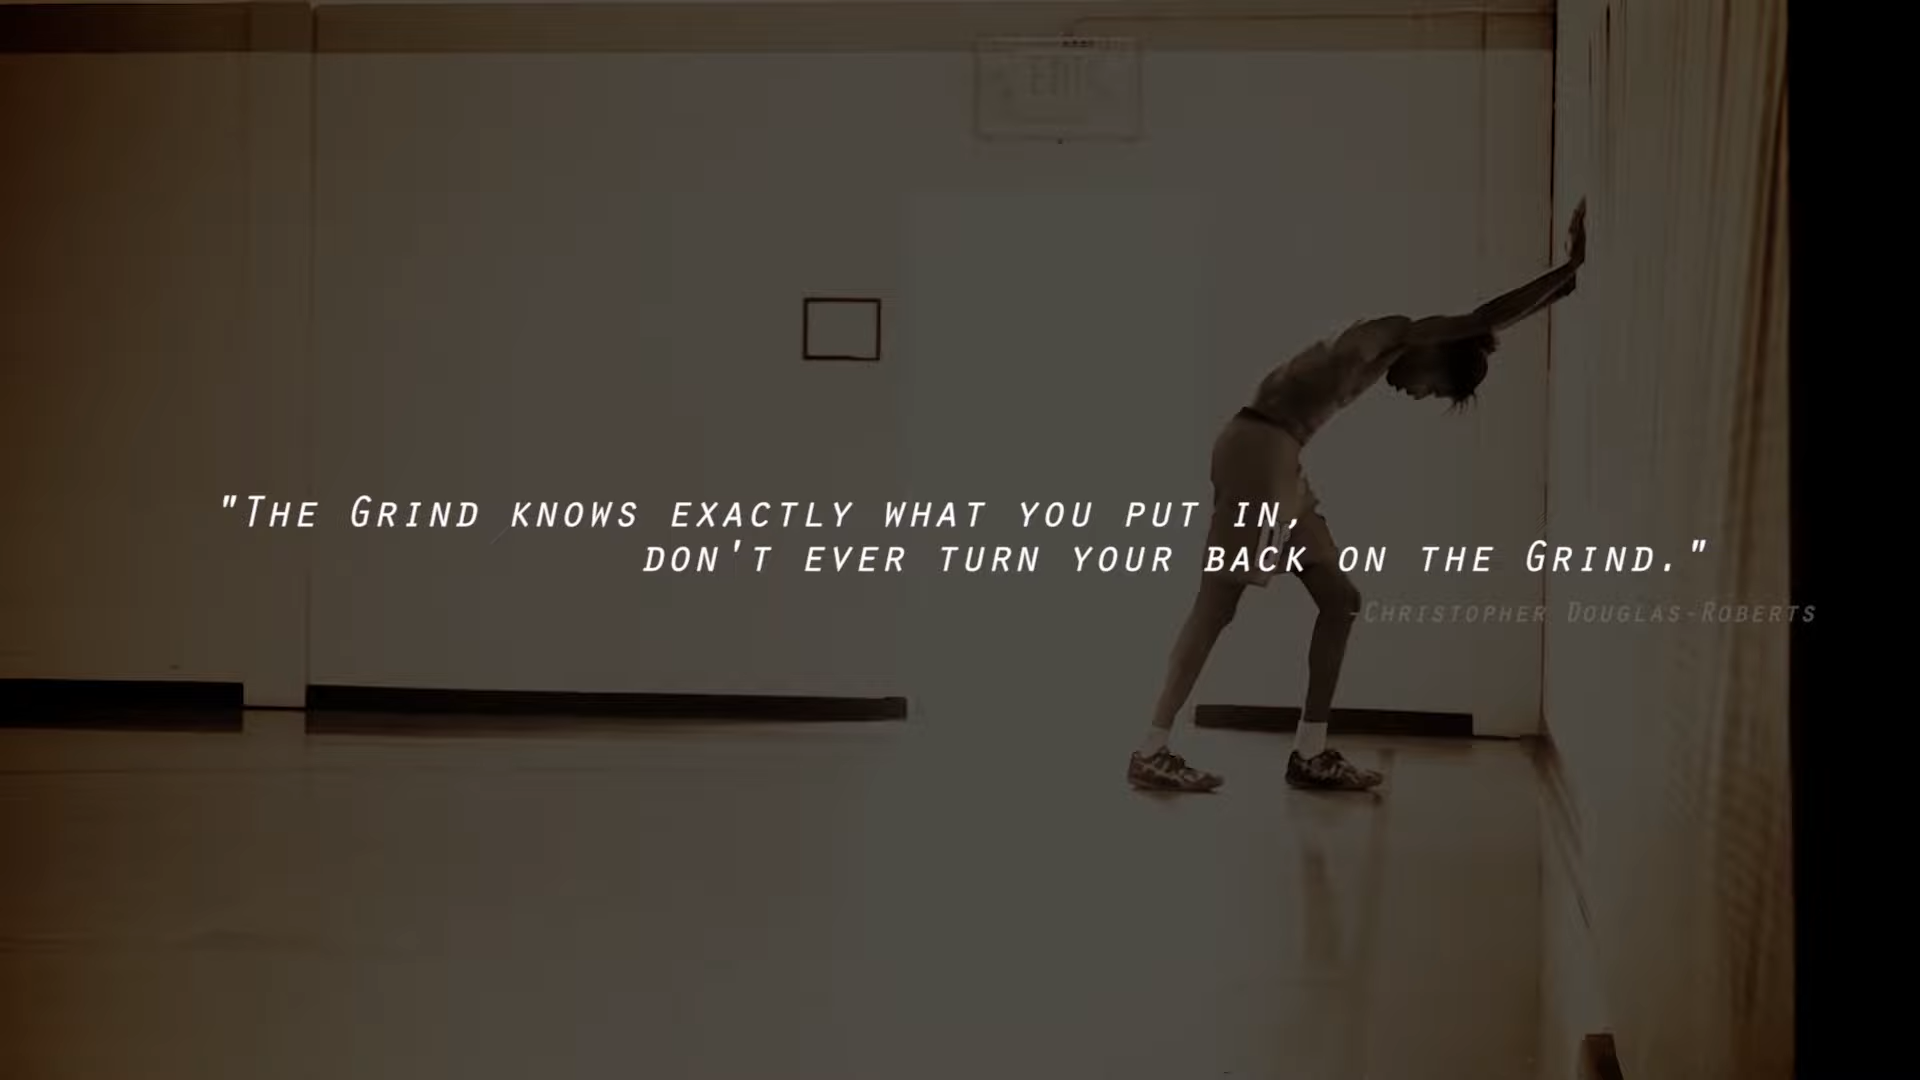 "The Grind knows exactly what you put in,
don't ever turn your back on the Grind."
-Christopher Douglas-Roberts